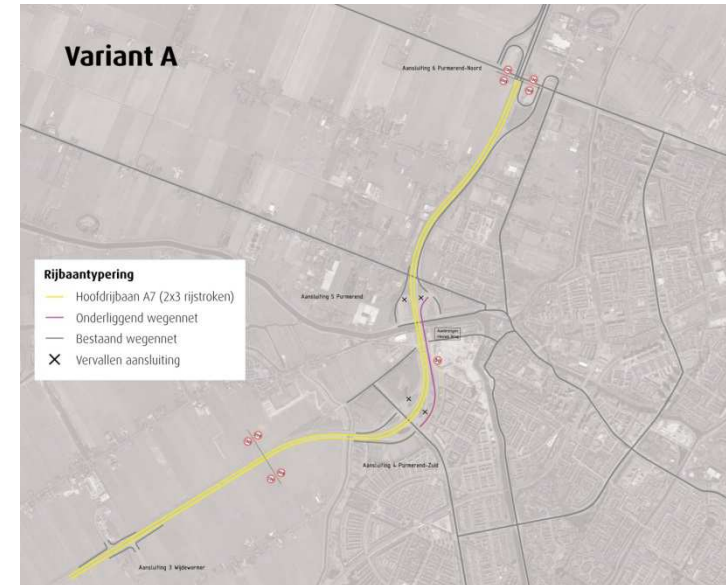 Variant A
Aansluiting 6 Purmerend-Noord
Rijbaantypering
Hoofdrijbaan A7 (2x3 rijstroken)
Onderliggend wegennet
Bestaand wegennet
Vervallen aansluiting
Aansluiting 5 Purmerend
Aansluiting 4 Purmerend-Zuid
Aansluiting 3 Wijdewormer